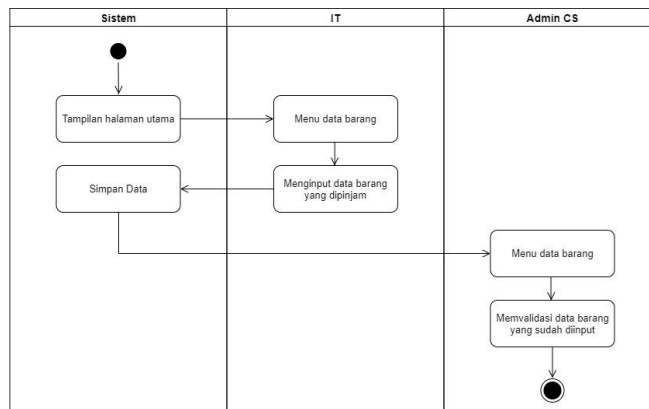 Sistem
IT
Admin CS
Tampilan halaman utama
Menu data barang
Simpan Data
Menginput data barang
yang dipinjam
Menu data barang
Memvalidasi data barang
yang sudah diinput